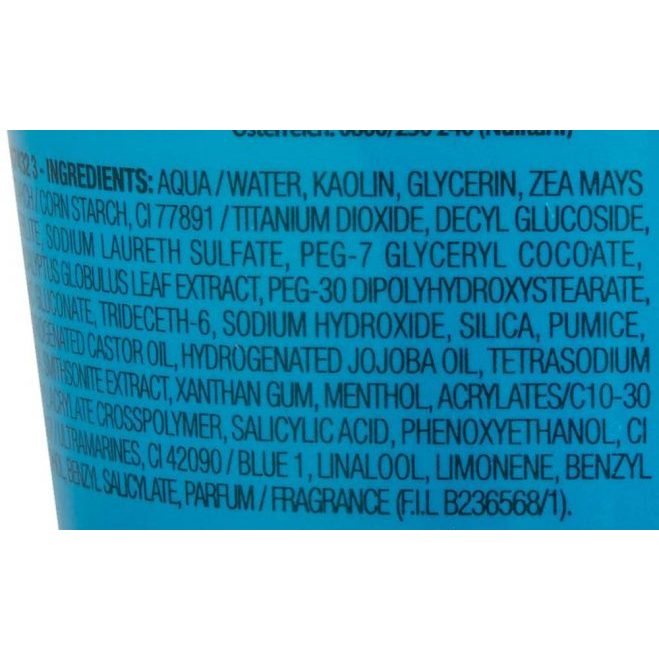 Österreich: 0800/
3 - INGREDIENTS: AQUA / WATER, KAOLIN, GLYCERIN, ZEA MAYS
/ CORN STARCH, CI 77891 / TITANIUM DIOXIDE, DECYL GLUCOSIDE,
SODIUM LAURETH SULFATE, PEG-7 GLYCERYL COCOATE,
GLOBULUS LEAF EXTRACT, PEG-30 DIPOLYHYDROXYSTEARATE,
GLUCONATE, TRIDECETH-6, SODIUM HYDROXIDE, SILICA, PUMICE,
CASTOR OIL, HYDROGENATED JOJOBA OIL, TETRASODIUM
EXTRACT, XANTHAN GUM, MENTHOL, ACRYLATES/C10-30
CROSSPOLYMER, SALICYLIC ACID, PHENOXYETHANOL, CI
ULTRAMARINES, CI 42090 / BLUE 1, LINALOOL, LIMONENE, BENZYL
BENZYL SALICYLATE, PARFUM / FRAGRANCE (F.I.L B236568/1).